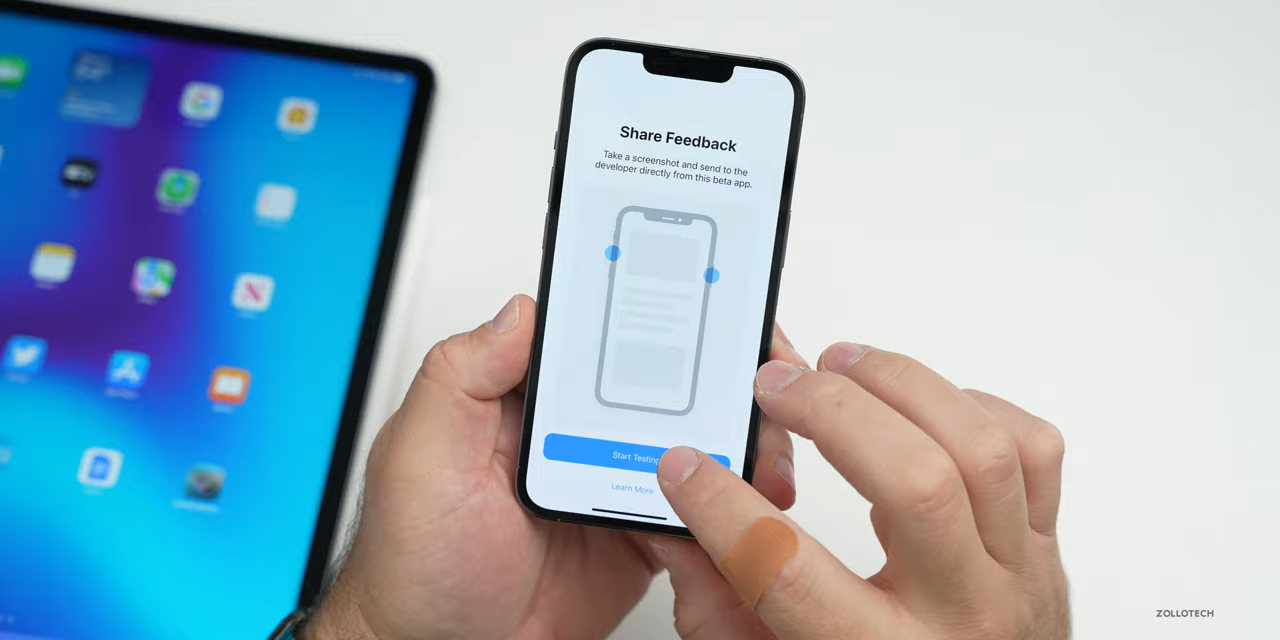 Share Feedback
Take a screenshot and send to the
developer directly from this beta app.
Start Testing
Learn More
ZOLLOTECH